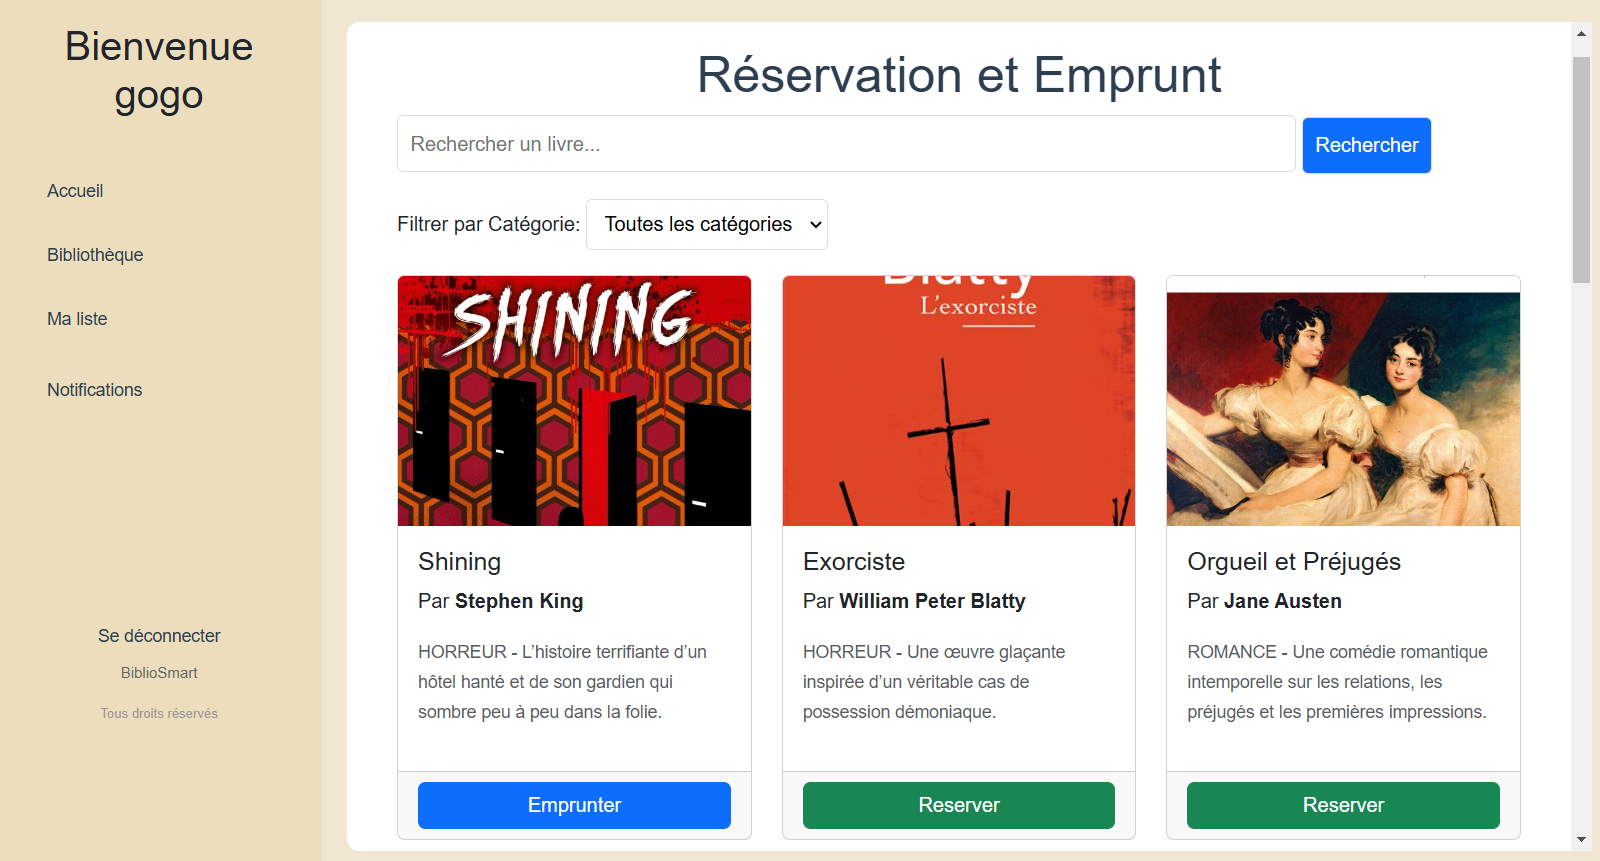 Bienvenue
gogo
Accueil
Bibliothèque
Ma liste
Notifications
Se déconnecter
BiblioSmart
Tous droits réservés
Réservation et Emprunt
Rechercher un livre...
Rechercher
Filtrer par Catégorie:
Toutes les catégories
SHINING
Shining
Par Stephen King
HORREUR - L’histoire terrifiante d’un
hôtel hanté et de son gardien qui
sombre peu à peu dans la folie.
Emprunter
Blatty
L'exorciste
Exorciste
Par William Peter Blatty
HORREUR - Une œuvre glaçante
inspirée d’un véritable cas de
possession démoniaque.
Reserver
Orgueil et Préjugés
Par Jane Austen
ROMANCE - Une comédie romantique
intemporelle sur les relations, les
préjugés et les premières impressions.
Reserver